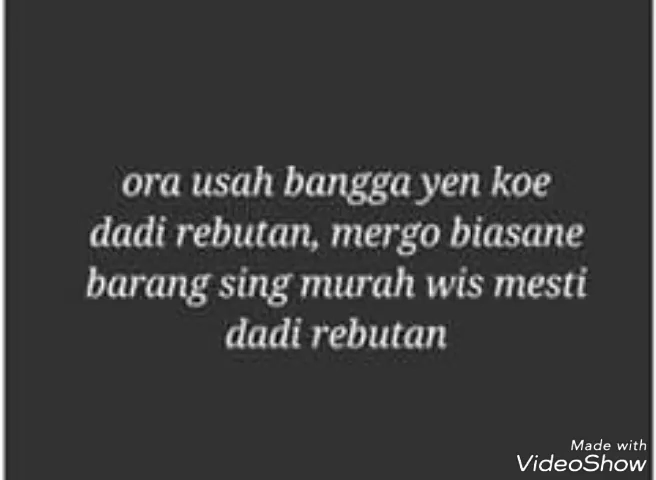 ora usah bangga yen koe
dadi rebutan, mergo biasane
barang sing murah wis mesti
dadi rebutan
Made with
VideoShow